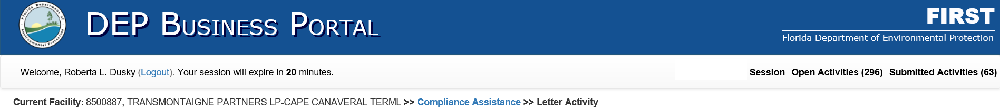 Florida Department of
Environmental Protection
DEP BUSINESS PORTAL
FIRST
Florida Department of Environmental Protection
Welcome, Roberta L. Dusky (Logout). Your session will expire in 20 minutes.
Session Open Activities (296) Submitted Activities (63)
Current Facility: 8500887, TRANSMONTAIGNE PARTNERS LP-CAPE CANAVERAL TERML >> Compliance Assistance >> Letter Activity